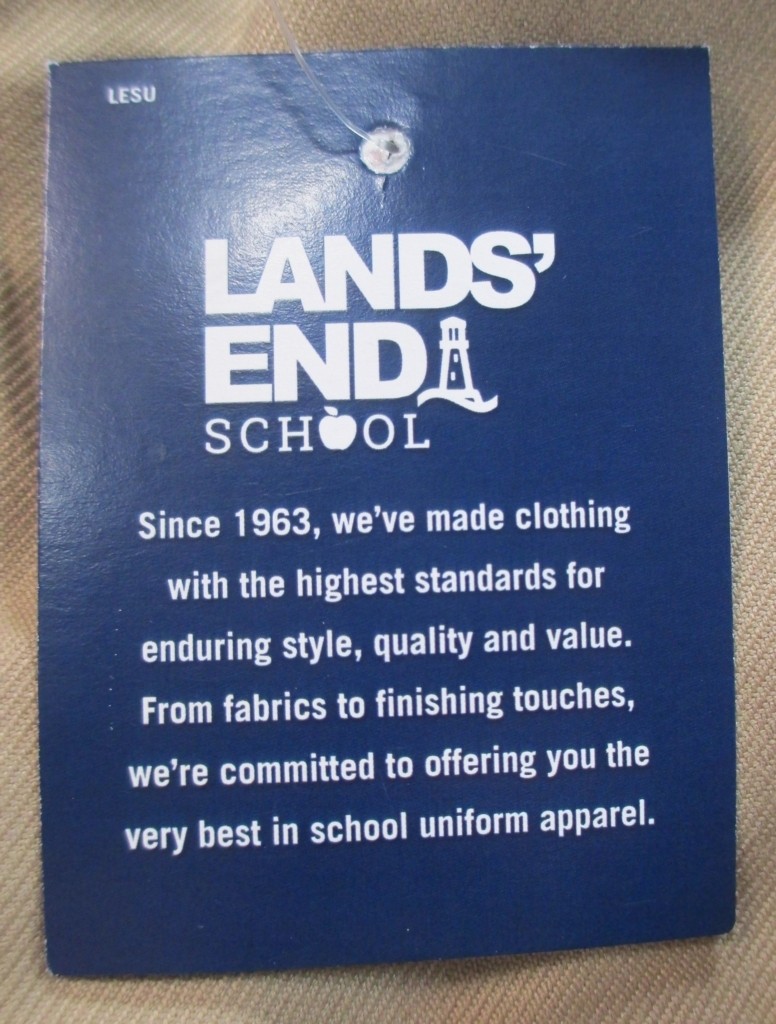 LESU
LANDS'
END
SCHOOL
Since 1963, we've made clothing
with the highest standards for
enduring style, quality and value.
From fabrics to finishing touches,
we're committed to offering you the
very best in school uniform apparel.